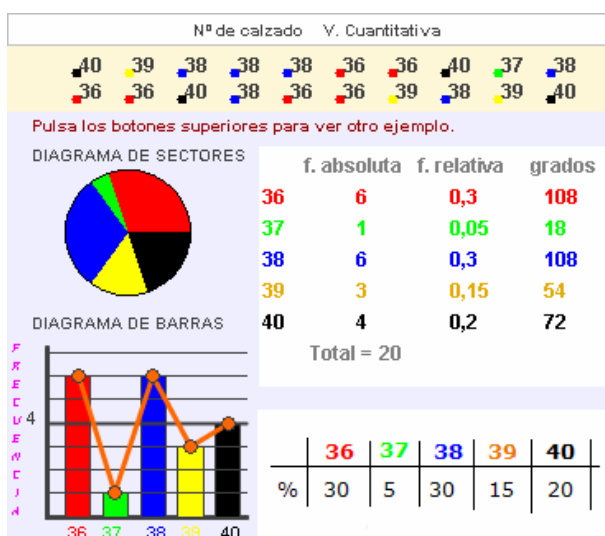 Nº de calzado V. Cuantitativa
40 39 38 38 38 36 36 40 37 38
36 36 40 38 36 36 39 38 39 40
Pulsa los botones superiores para ver otro ejemplo.
DIAGRAMA DE SECTORES
f. absoluta f. relativa grados
36 6 0,3 108
37 1 0,05 18
38 6 0,3 108
39 3 0,15 54
40 4 0,2 72
Total = 20
DIAGRAMA DE BARRAS
FRECUENCIA
4
36 37 38 39 40
36 37 38 39 40
% 30 5 30 15 20